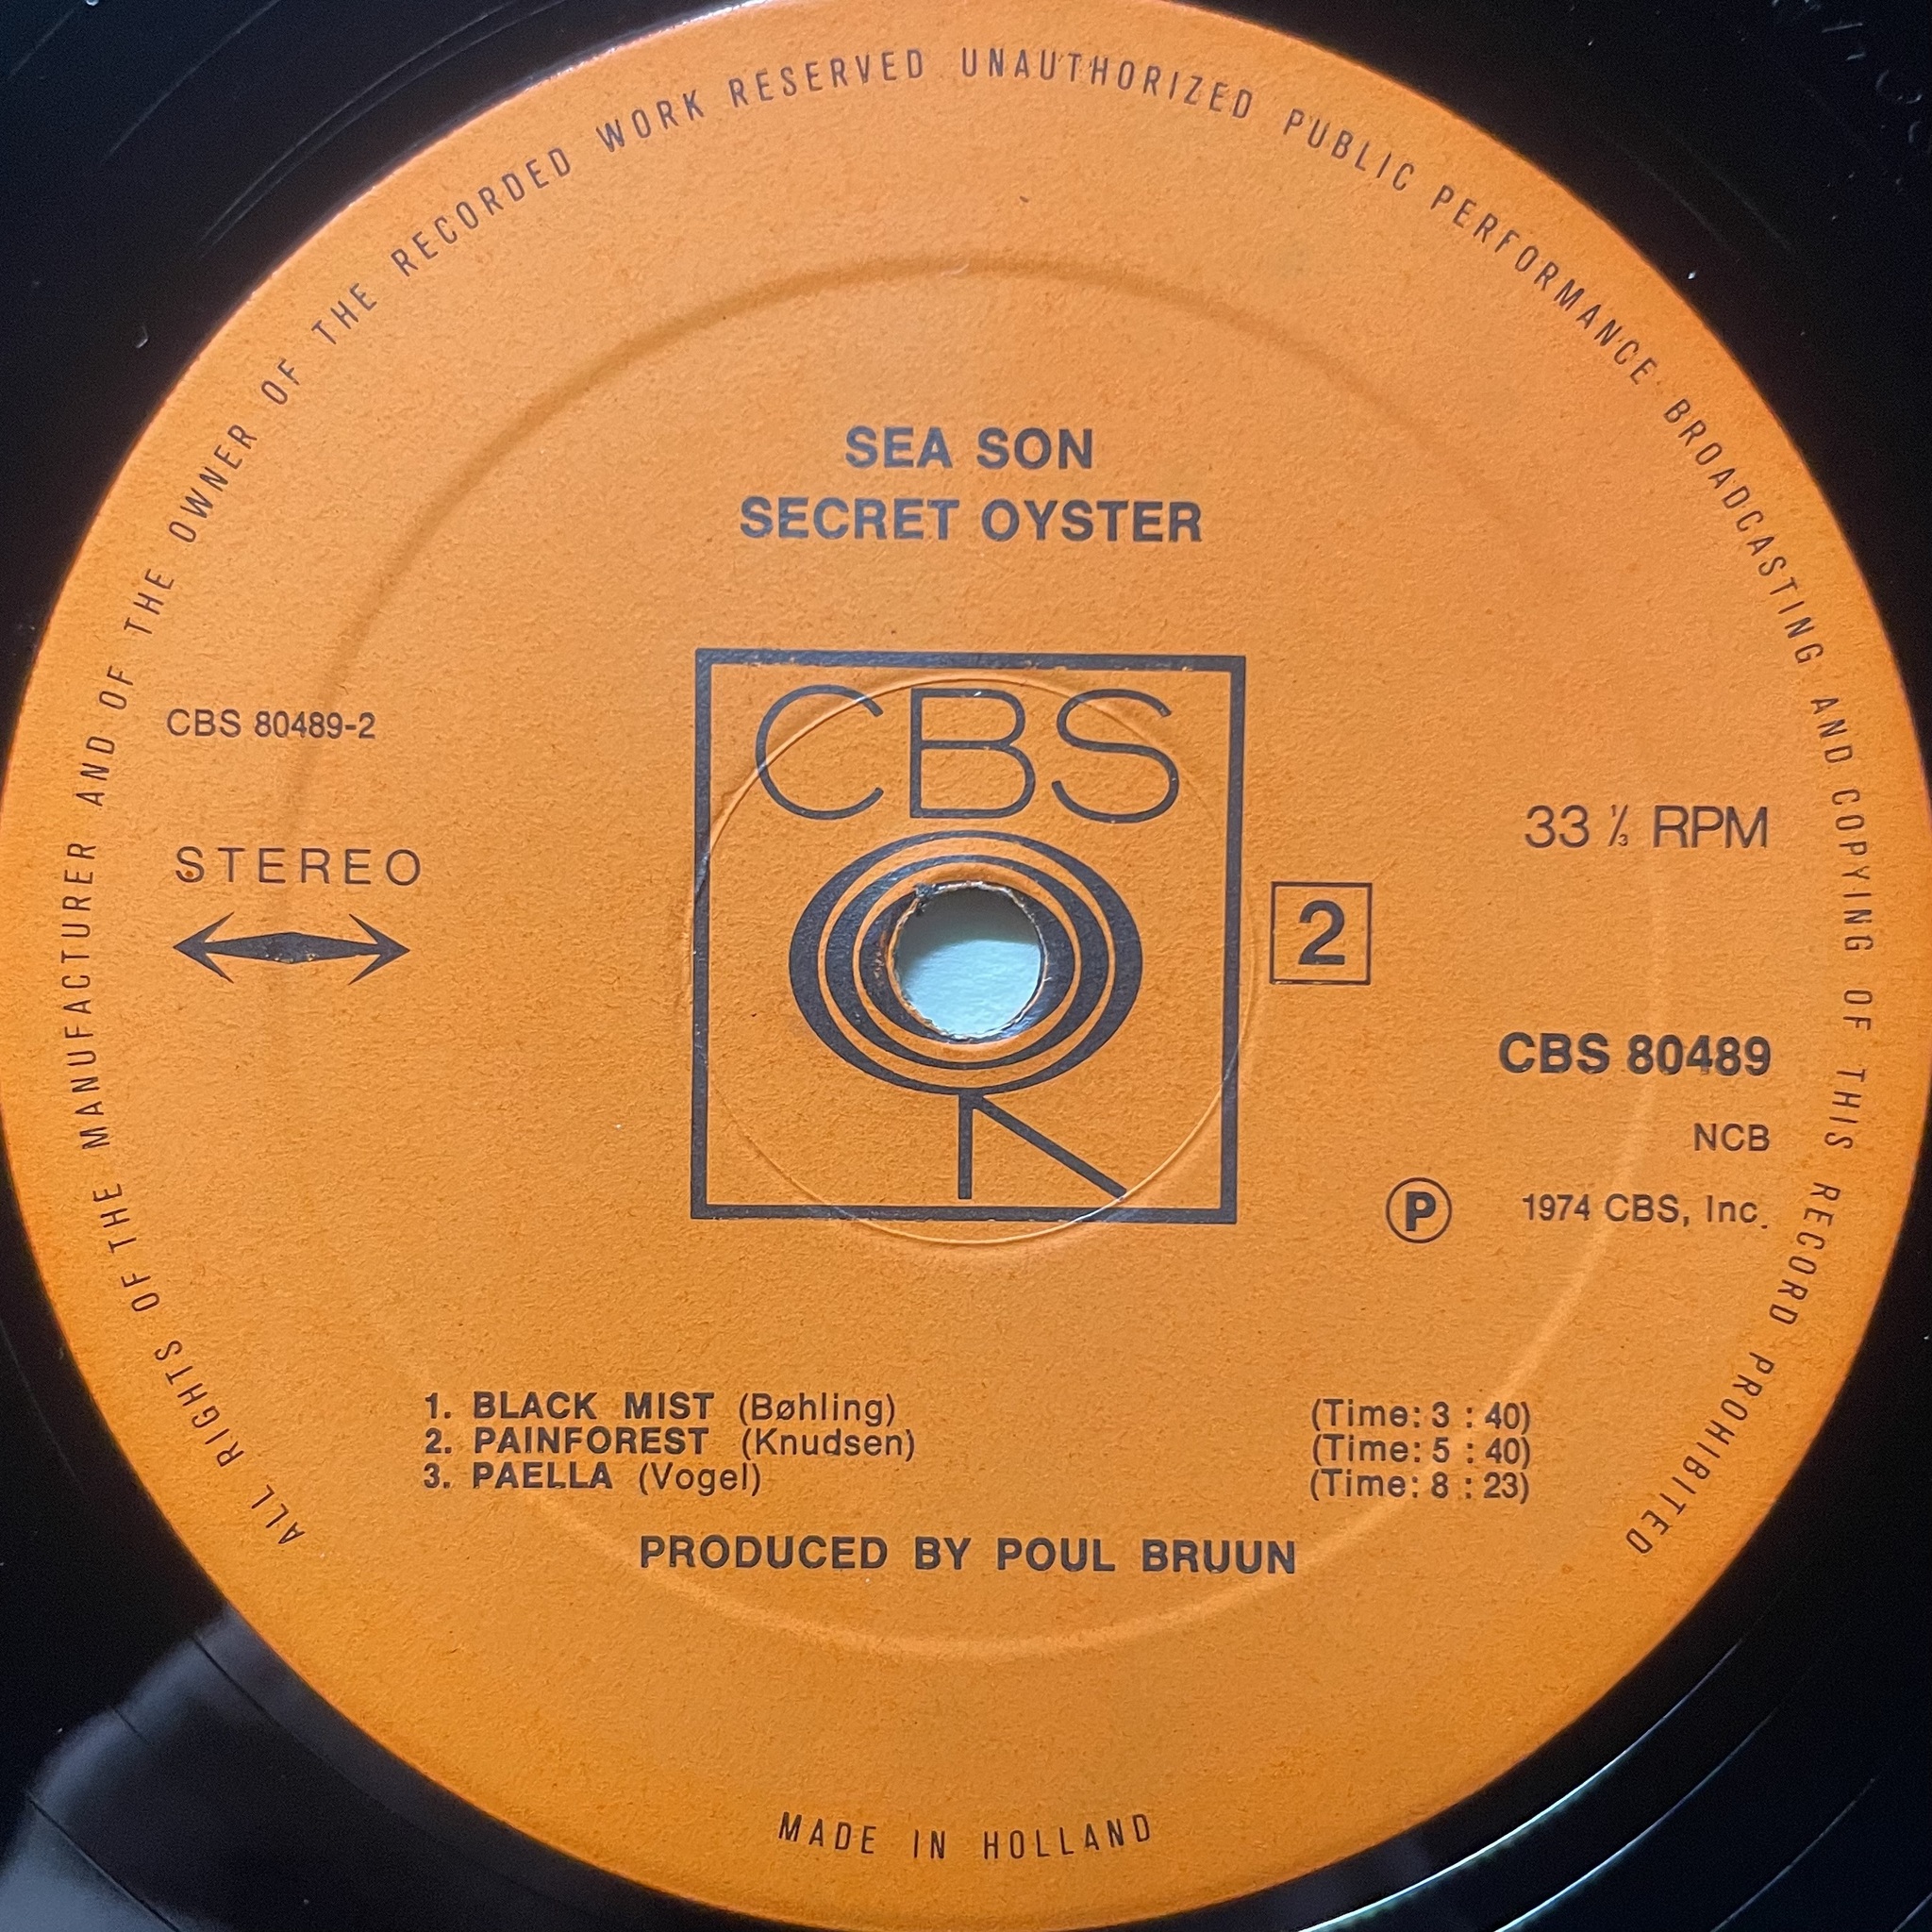 ALL RIGHTS OF THE MANUFACTURER AND OF THE OWNER OF THE RECORDED WORK RESERVED UNAUTHORIZED PUBLIC PERFORMANCE BROADCASTING AND COPYING OF THIS RECORD PROHIBITED
SEA SON
SECRET OYSTER
CBS 80489-2
STEREO
CBS
33 ⅓ RPM
2
CBS 80489
NCB
Ⓟ 1974 CBS, Inc.
1. BLACK MIST (Bøhling) (Time: 3 : 40)
2. PAINFOREST (Knudsen) (Time: 5 : 40)
3. PAELLA (Vogel) (Time: 8 : 23)
PRODUCED BY POUL BRUUN
MADE IN HOLLAND